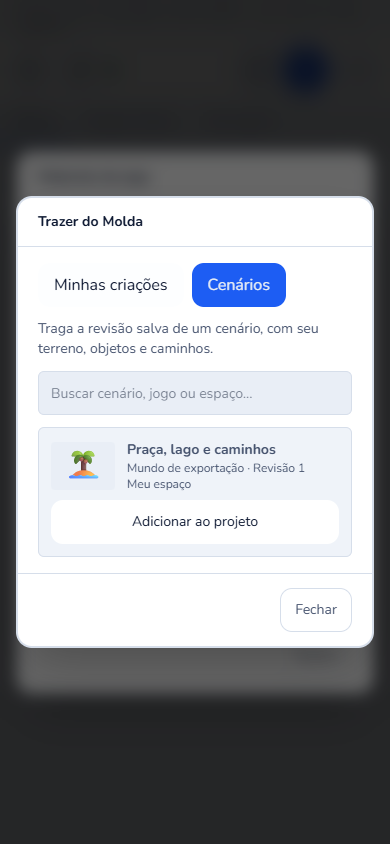 Trazer do Molda
Minhas criações
Cenários
Traga a revisão salva de um cenário, com seu
terreno, objetos e caminhos.
Buscar cenário, jogo ou espaço...
Praça, lago e caminhos
Mundo de exportação · Revisão 1
Meu espaço
Adicionar ao projeto
Fechar